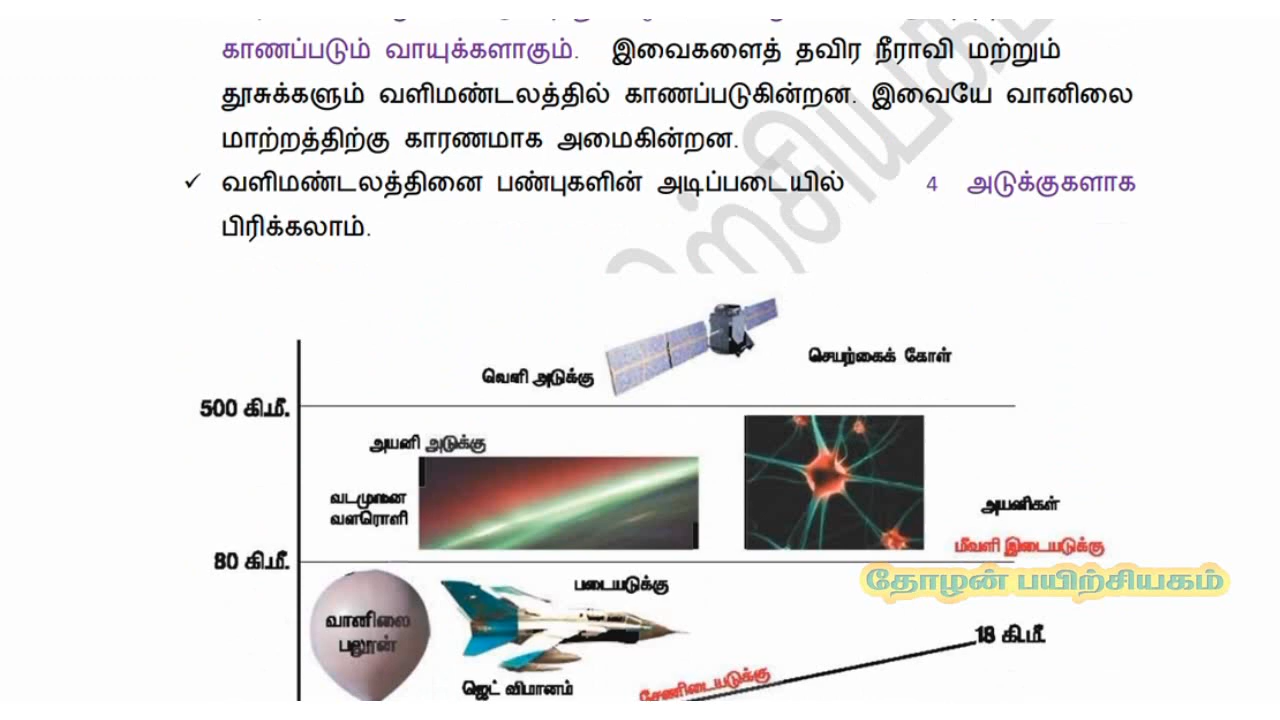 காணப்படும் வாயுக்களாகும். இவைகளைத் தவிர நீராவி மற்றும்
தூசுக்களும் வளிமண்டலத்தில் காணப்படுகின்றன. இவையே வானிலை
மாற்றத்திற்கு காரணமாக அமைகின்றன.
✓ வளிமண்டலத்தினை பண்புகளின் அடிப்படையில் 4 அடுக்குகளாக
பிரிக்கலாம்.
செயற்கைக் கோள்
வெளி அடுக்கு
500 கி.மீ.
அயனி அடுக்கு
வடமுனை
வளரொளி
அயனிகள்
மீவளி இடையடுக்கு
80 கி.மீ.
தோழன் பயிற்சியகம்
படையடுக்கு
வானிலை
பலூன்
18 கி.மீ.
சேணிடையடுக்கு
ஜெட் விமானம்